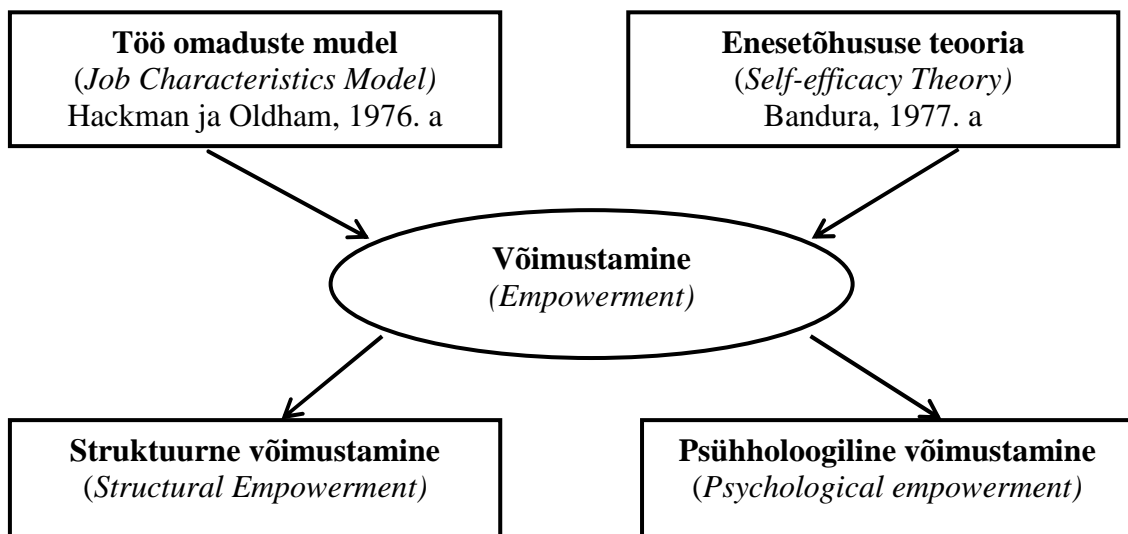 Töö omaduste mudel
(Job Characteristics Model)
Hackman ja Oldham, 1976. a
Enesetõhususe teooria
(Self-efficacy Theory)
Bandura, 1977. a
Võimustamine
(Empowerment)
Struktuurne võimustamine
(Structural Empowerment)
Psühholoogiline võimustamine
(Psychological empowerment)